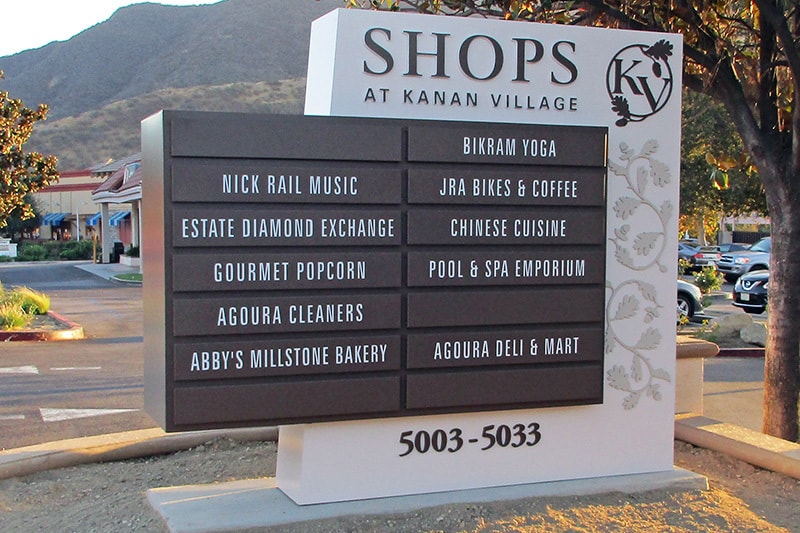 SHOPS
AT KANAN VILLAGE
KV
BIKRAM YOGA
NICK RAIL MUSIC
JRA BIKES & COFFEE
ESTATE DIAMOND EXCHANGE
CHINESE CUISINE
GOURMET POPCORN
POOL & SPA EMPORIUM
AGOURA CLEANERS
ABBY'S MILLSTONE BAKERY
AGOURA DELI & MART
5003-5033